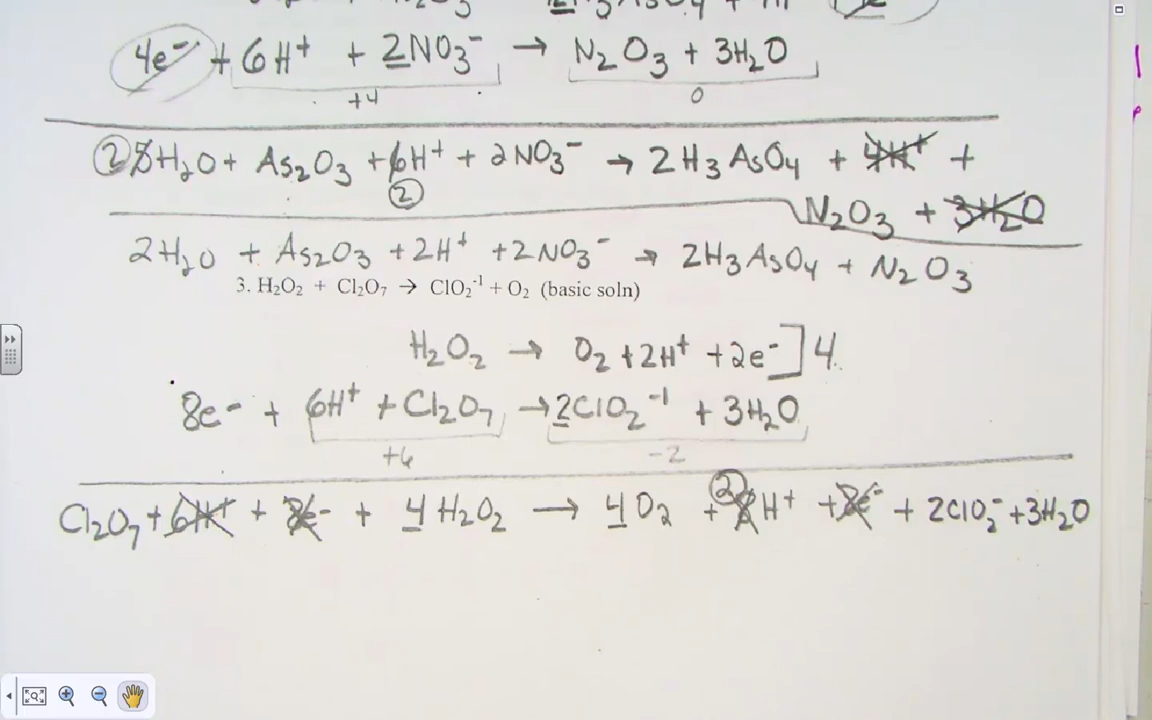 4e⁻ + 6H⁺ + 2NO₃⁻ → N₂O₃ + 3H₂O
+4 0
② 5H₂O + As₂O₃ + 6H⁺ + 2NO₃⁻ → 2H₃AsO₄ + 4H⁺ +
② N₂O₃ + 3H₂O
2H₂O + As₂O₃ + 2H⁺ + 2NO₃⁻ → 2H₃AsO₄ + N₂O₃
3. H₂O₂ + Cl₂O₇ → ClO₂⁻¹ + O₂ (basic soln)
H₂O₂ → O₂ + 2H⁺ + 2e⁻]4
8e⁻ + 6H⁺ + Cl₂O₇ → 2ClO₂⁻¹ + 3H₂O
+6 -2
Cl₂O₇ + 6H⁺ + 8e⁻ + 4H₂O₂ → 4O₂ + ② 8H⁺ + 8e⁻ + 2ClO₂⁻ + 3H₂O